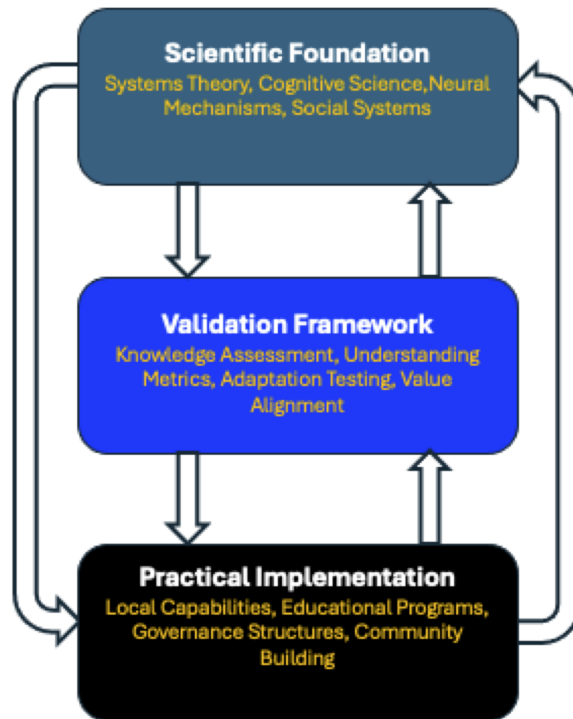 Scientific Foundation
Systems Theory, Cognitive Science,Neural
Mechanisms, Social Systems
Validation Framework
Knowledge Assessment, Understanding
Metrics, Adaptation Testing, Value
Alignment
Practical Implementation
Local Capabilities, Educational Programs,
Governance Structures, Community
Building